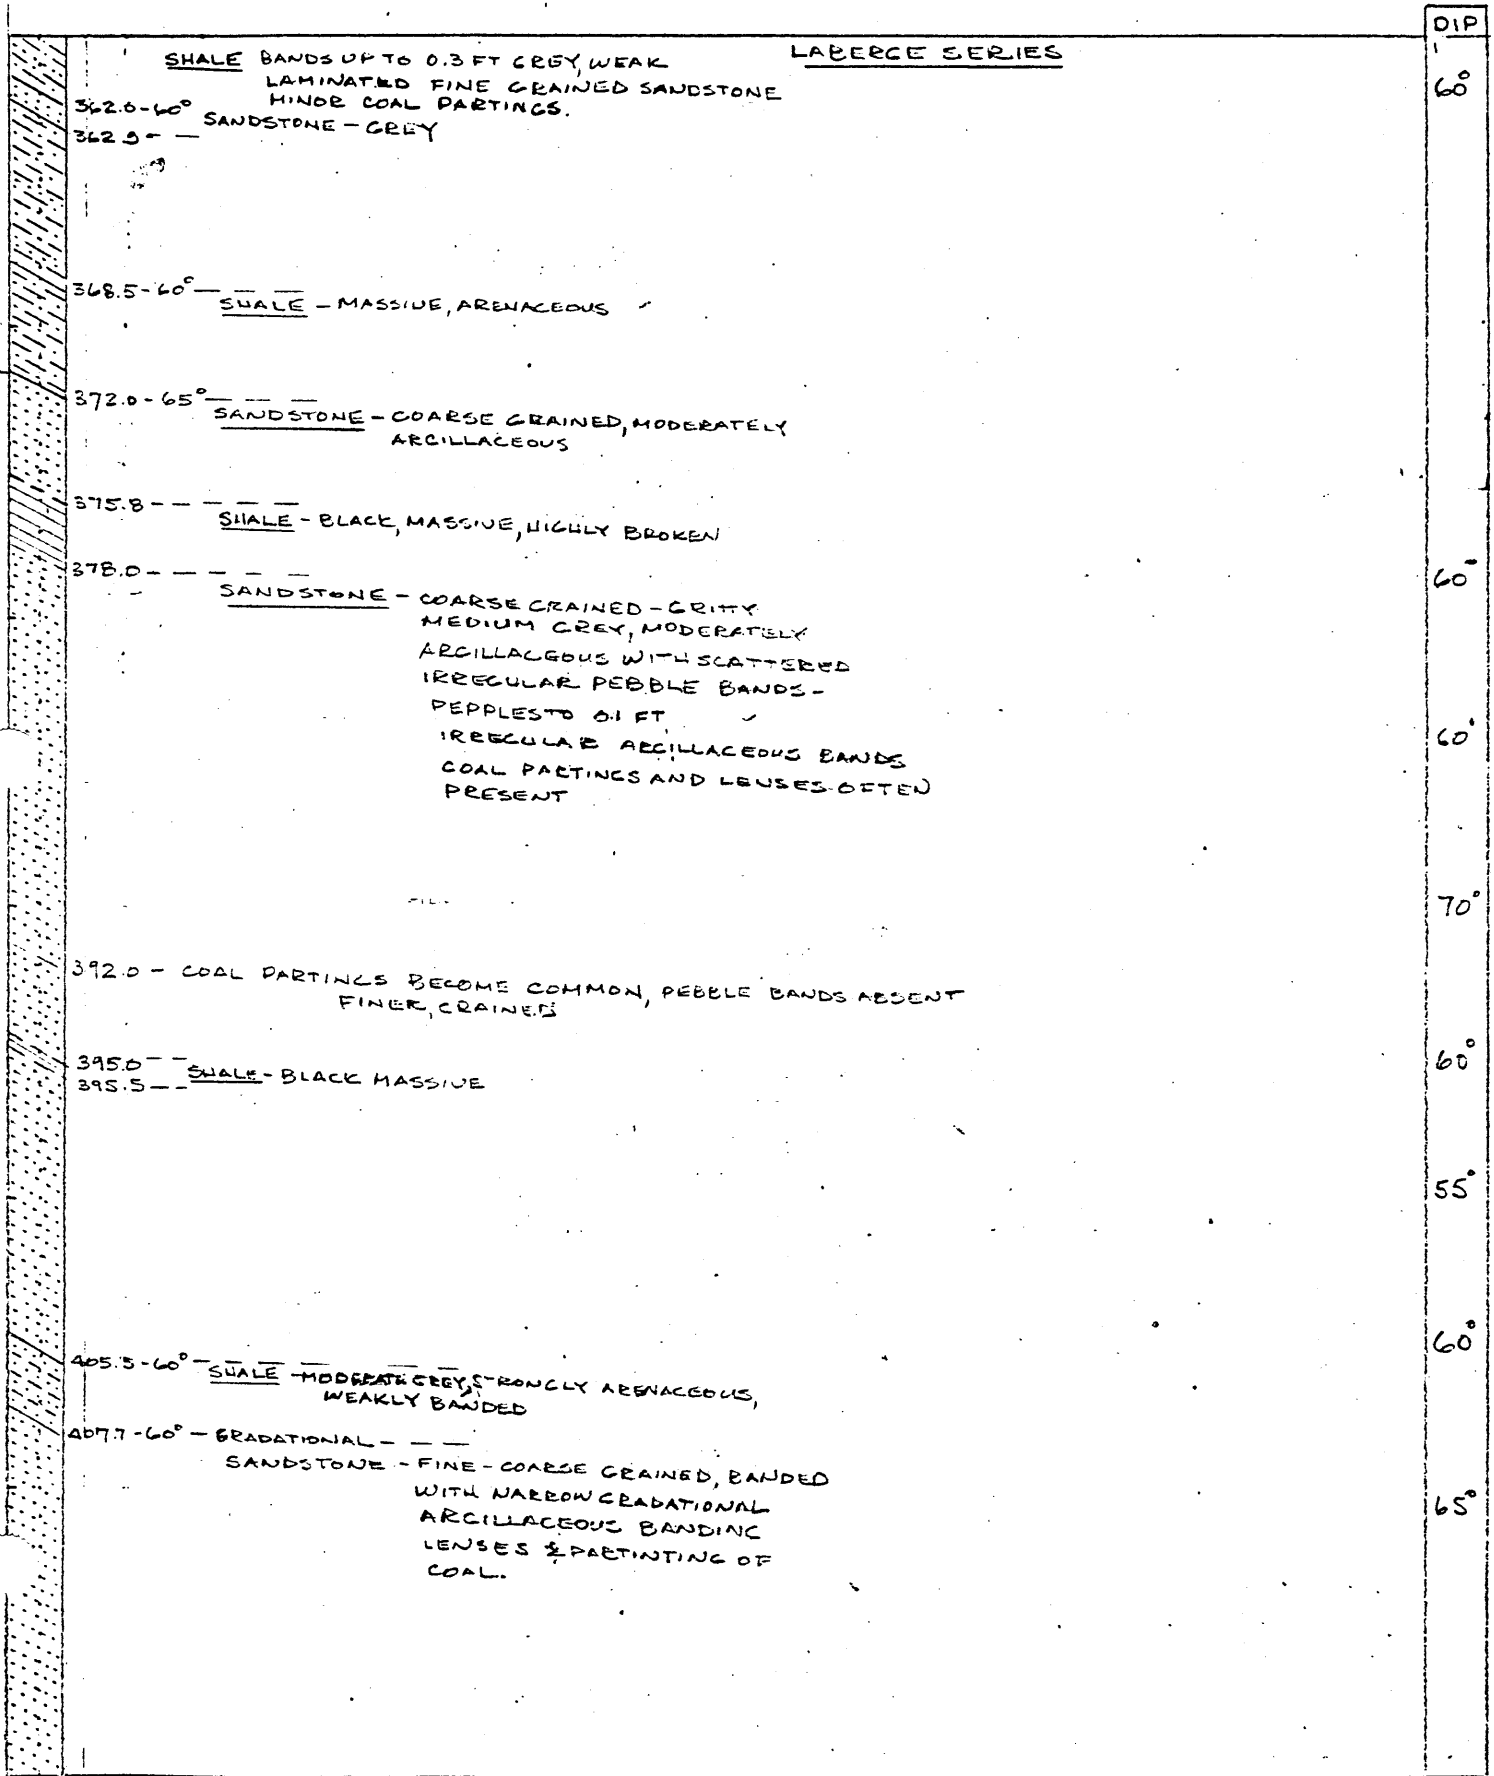 DIP
LABERGE SERIES
SHALE BANDS UP TO 0.3 FT GREY, WEAK
LAMINATED FINE GRAINED SANDSTONE
MINOR COAL PARTINGS.
60°
362.0-60°
SANDSTONE - GREY
362.9 - —
368.5-60° — — —
SHALE - MASSIVE, ARENACEOUS
372.0-65° — — —
SANDSTONE - COARSE GRAINED, MODERATELY
ARGILLACEOUS
375.8 - — — — —
SHALE - BLACK, MASSIVE, HIGHLY BROKEN
378.0 - — — — —
60°
SANDSTONE - COARSE GRAINED - GRITTY
MEDIUM GREY, MODERATELY
ARGILLACEOUS WITH SCATTERED
IRREGULAR PEBBLE BANDS -
PEPPLES TO 0.1 FT
60°
IRREGULAR ARGILLACEOUS BANDS
COAL PARTINGS AND LENSES OFTEN
PRESENT
70°
392.0 - COAL PARTINGS BECOME COMMON, PEBBLE BANDS ABSENT
FINER, GRAINED
395.0 — —
60°
SHALE - BLACK MASSIVE
395.5 — —
55°
60°
405.5-60° — SHALE - MODERATE GREY, STRONGLY ARENACEOUS,
WEAKLY BANDED
407.7-60° — GRADATIONAL - — —
SANDSTONE - FINE - COARSE GRAINED, BANDED
WITH NARROW GRADATIONAL
65°
ARGILLACEOUS BANDING
LENSES & PARTINTING OF
COAL.